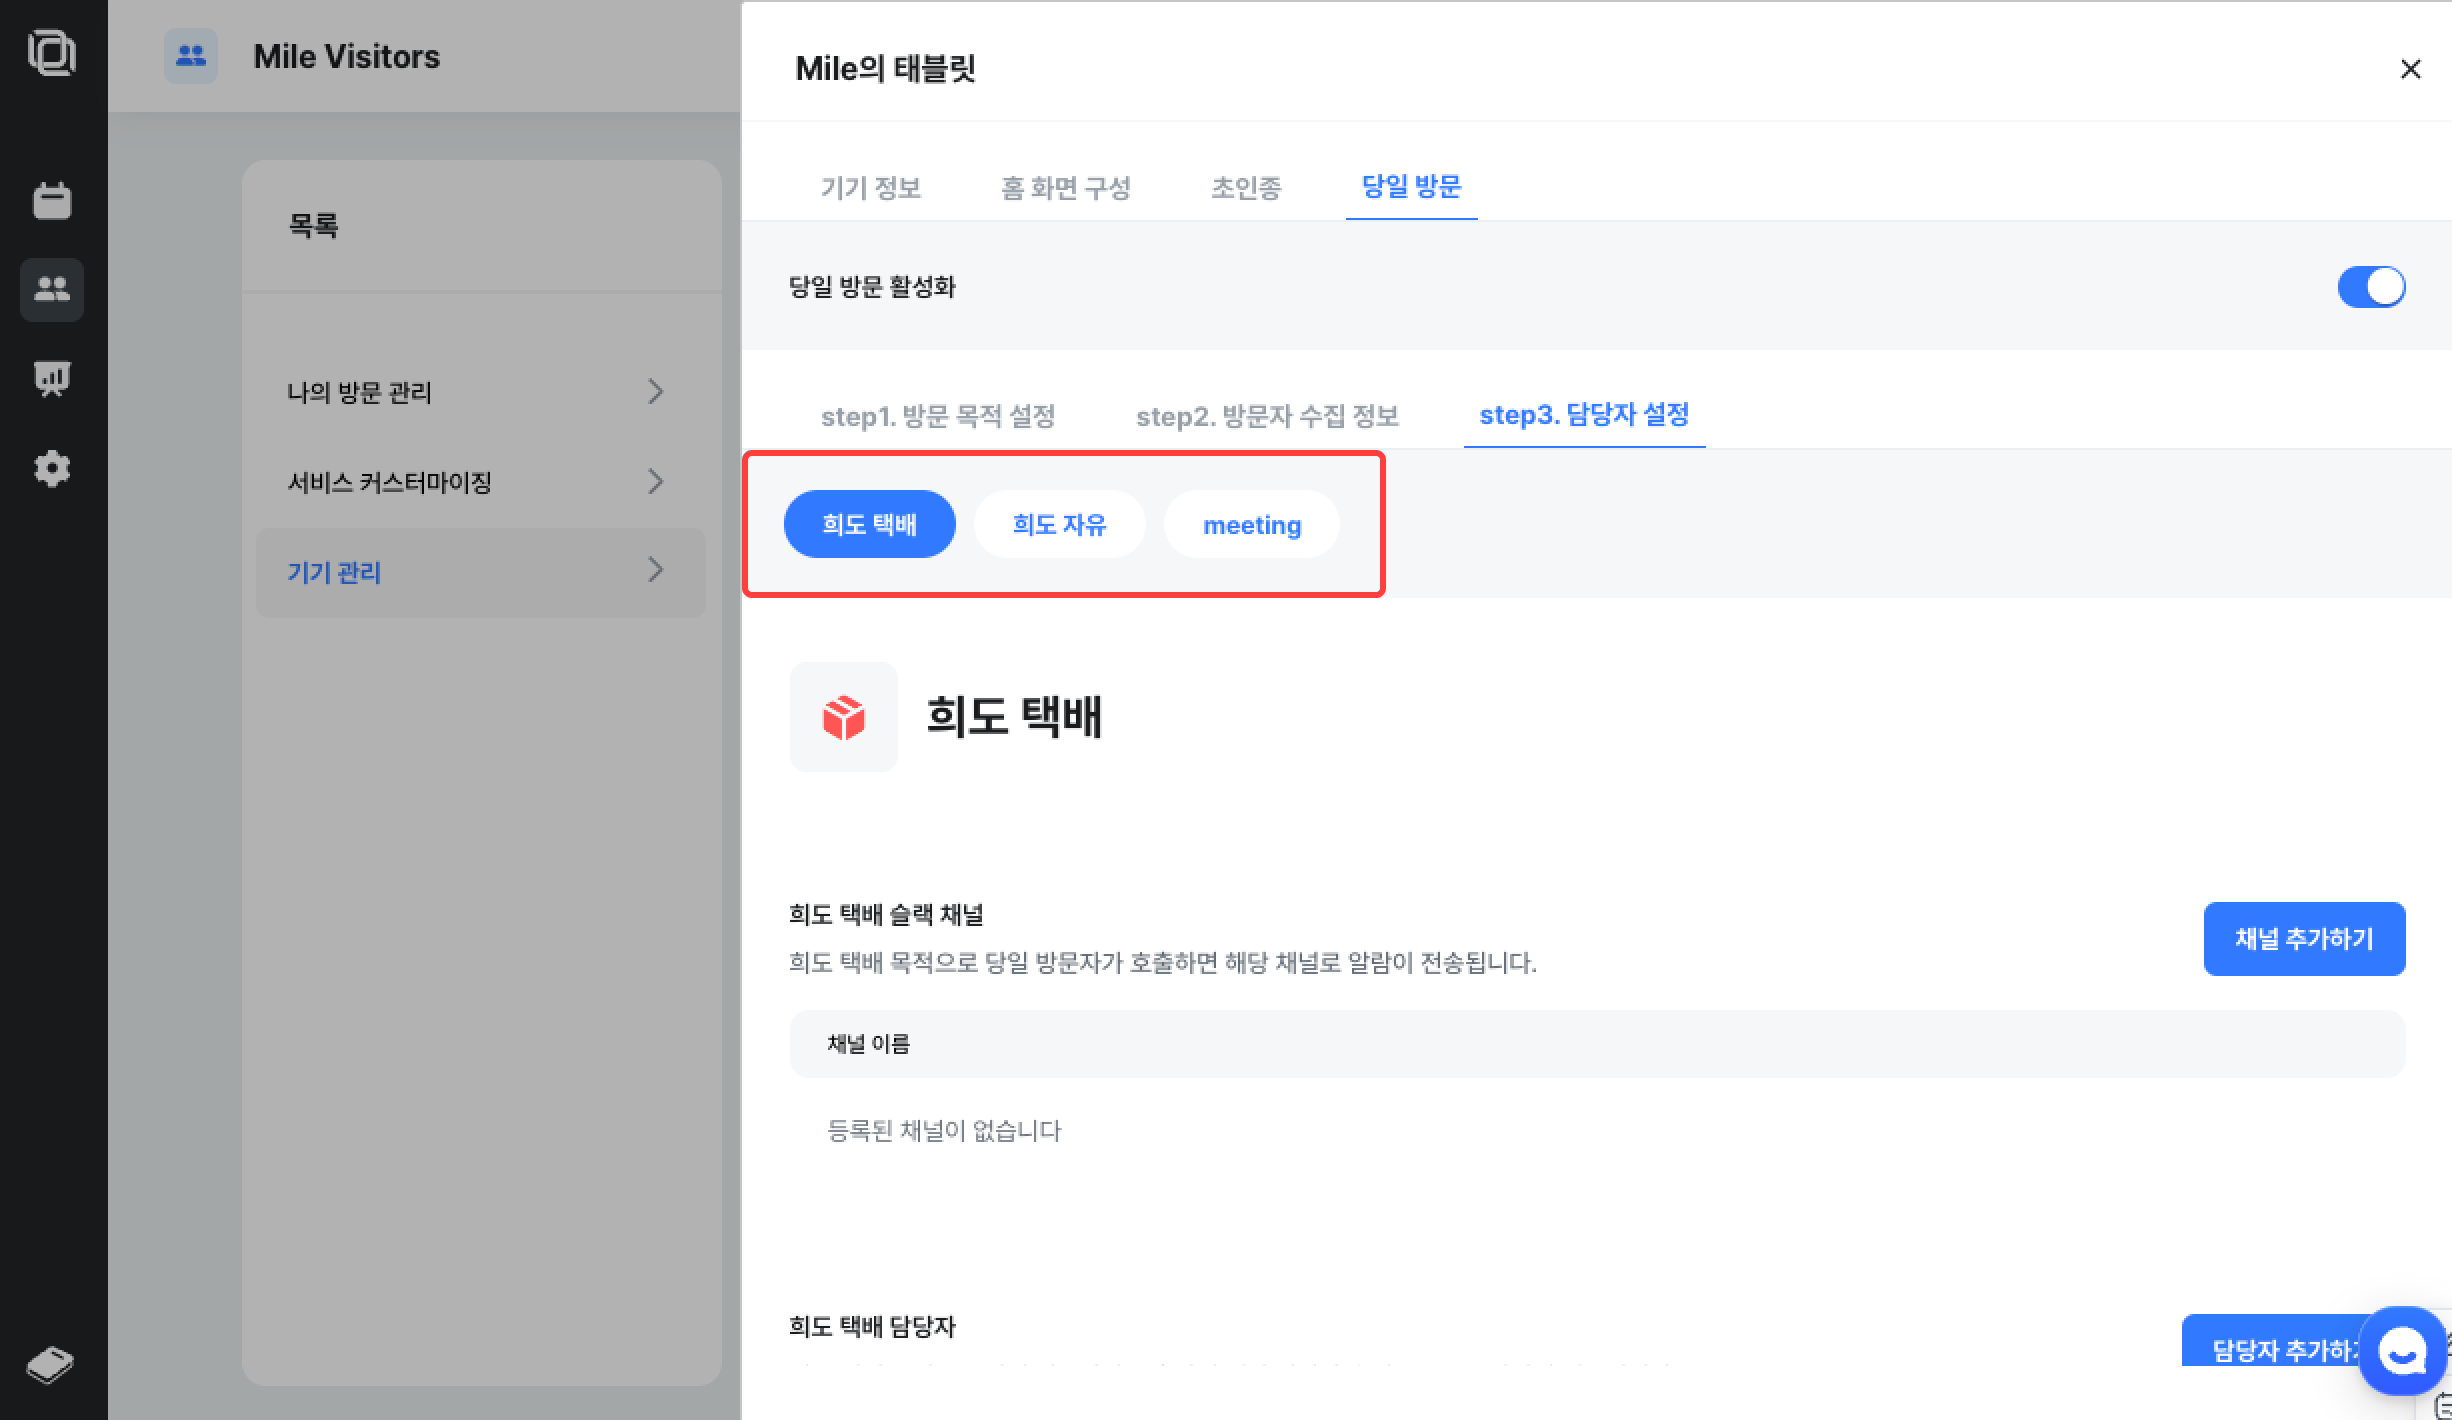 Mile Visitors
목록
나의 방문 관리
서비스 커스터마이징
기기 관리
Mile의 태블릿
기기 정보
홈 화면 구성
초인종
당일 방문
당일 방문 활성화
step1. 방문 목적 설정
step2. 방문자 수집 정보
step3. 담당자 설정
희도 택배
희도 자유
meeting
희도 택배
희도 택배 슬랙 채널
희도 택배 목적으로 당일 방문자가 호출하면 해당 채널로 알람이 전송됩니다.
채널 추가하기
채널 이름
등록된 채널이 없습니다
희도 택배 담당자
담당자 추가하기